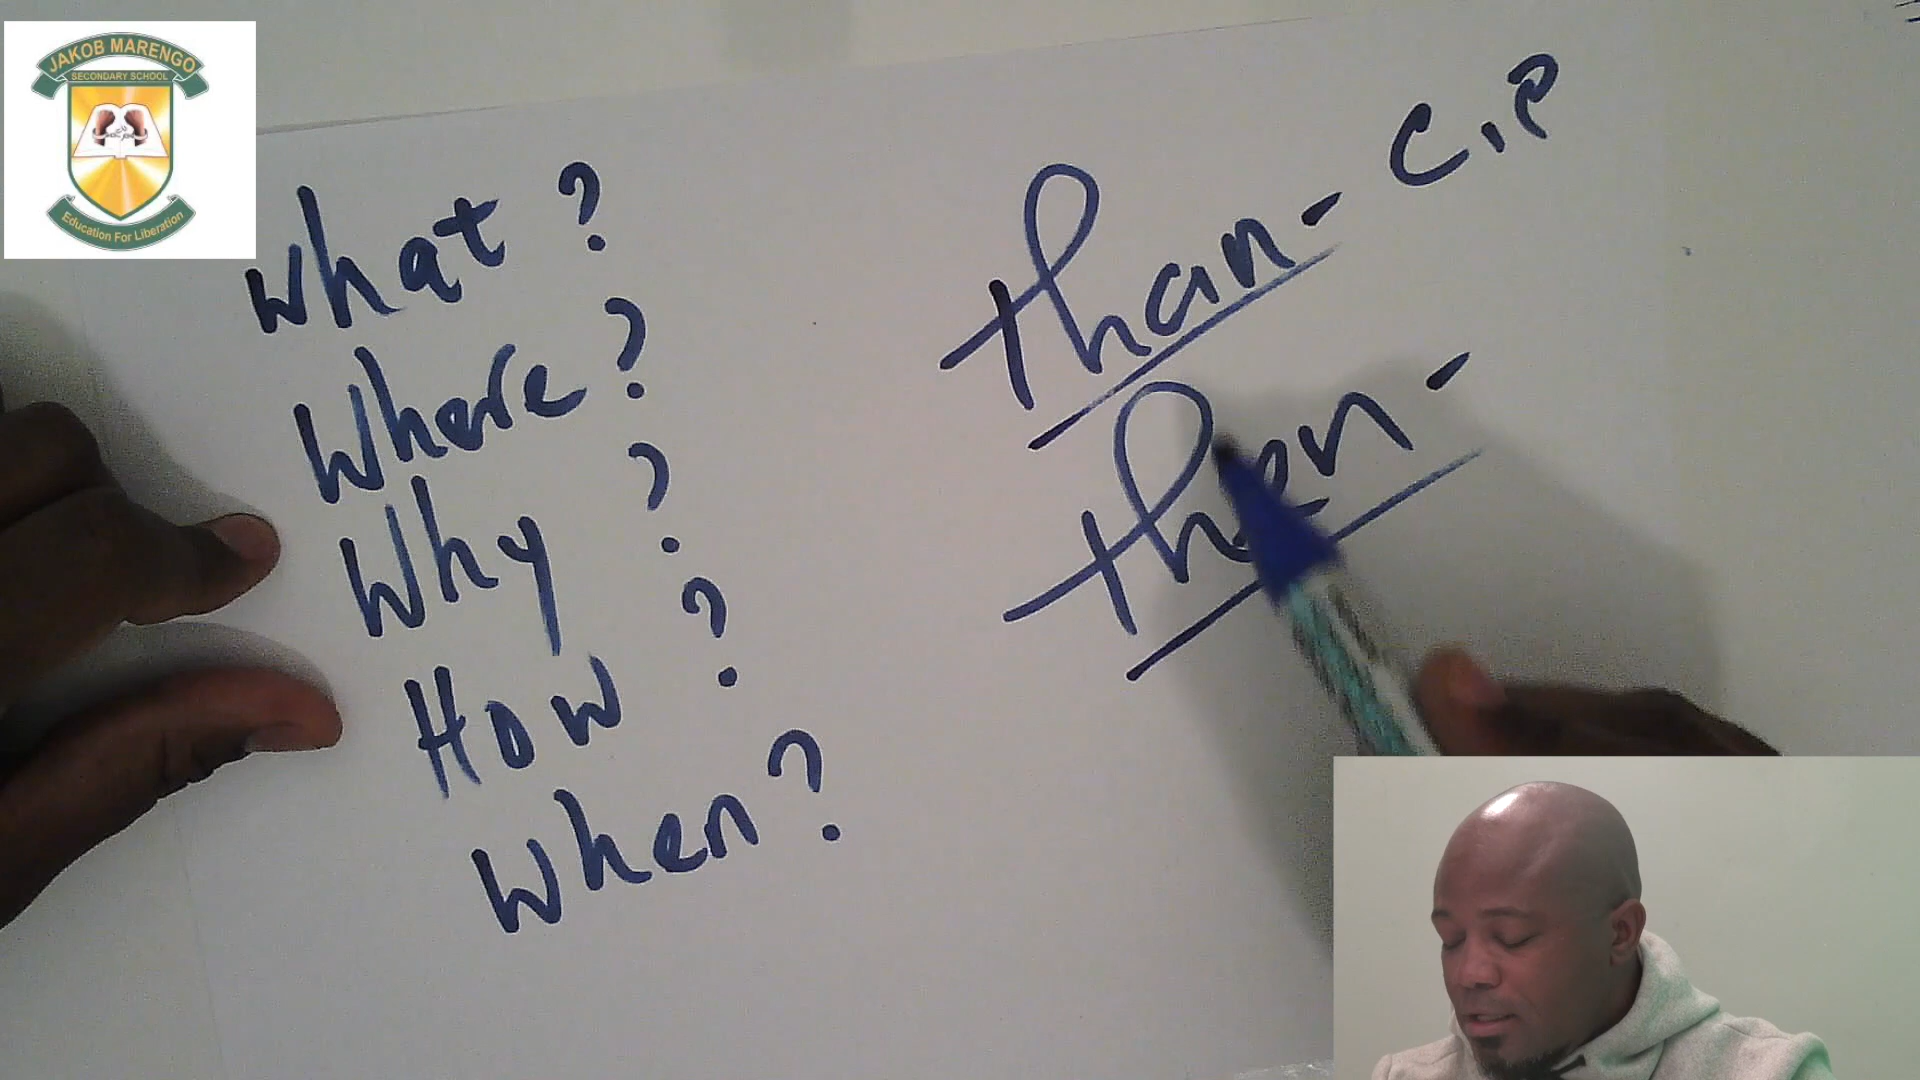 JAKOB MARENGO
SECONDARY SCHOOL
Education For Liberation
What ?
Where ?
Why ?
How ?
When ?
than - C.P
then -